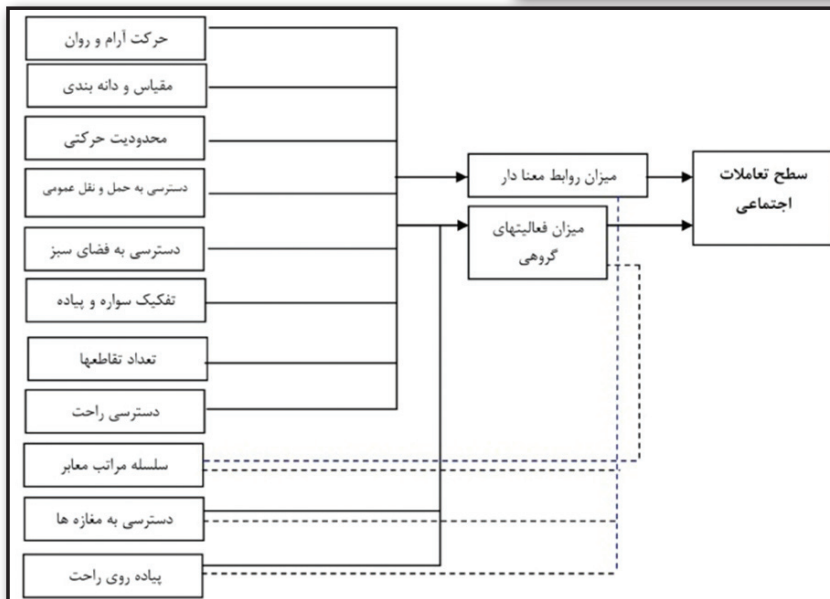 حرکت آرام و روان
مقیاس و دانه بندی
محدودیت حرکتی
دسترسی به حمل و نقل عمومی
دسترسی به فضای سبز
تفکیک سواره و پیاده
تعداد تقاطعها
دسترسی راحت
سلسله مراتب معابر
دسترسی به مغازه ها
پیاده روی راحت
میزان روابط معنا دار
میزان فعالیتهای
گروهی
سطح تعاملات
اجتماعی